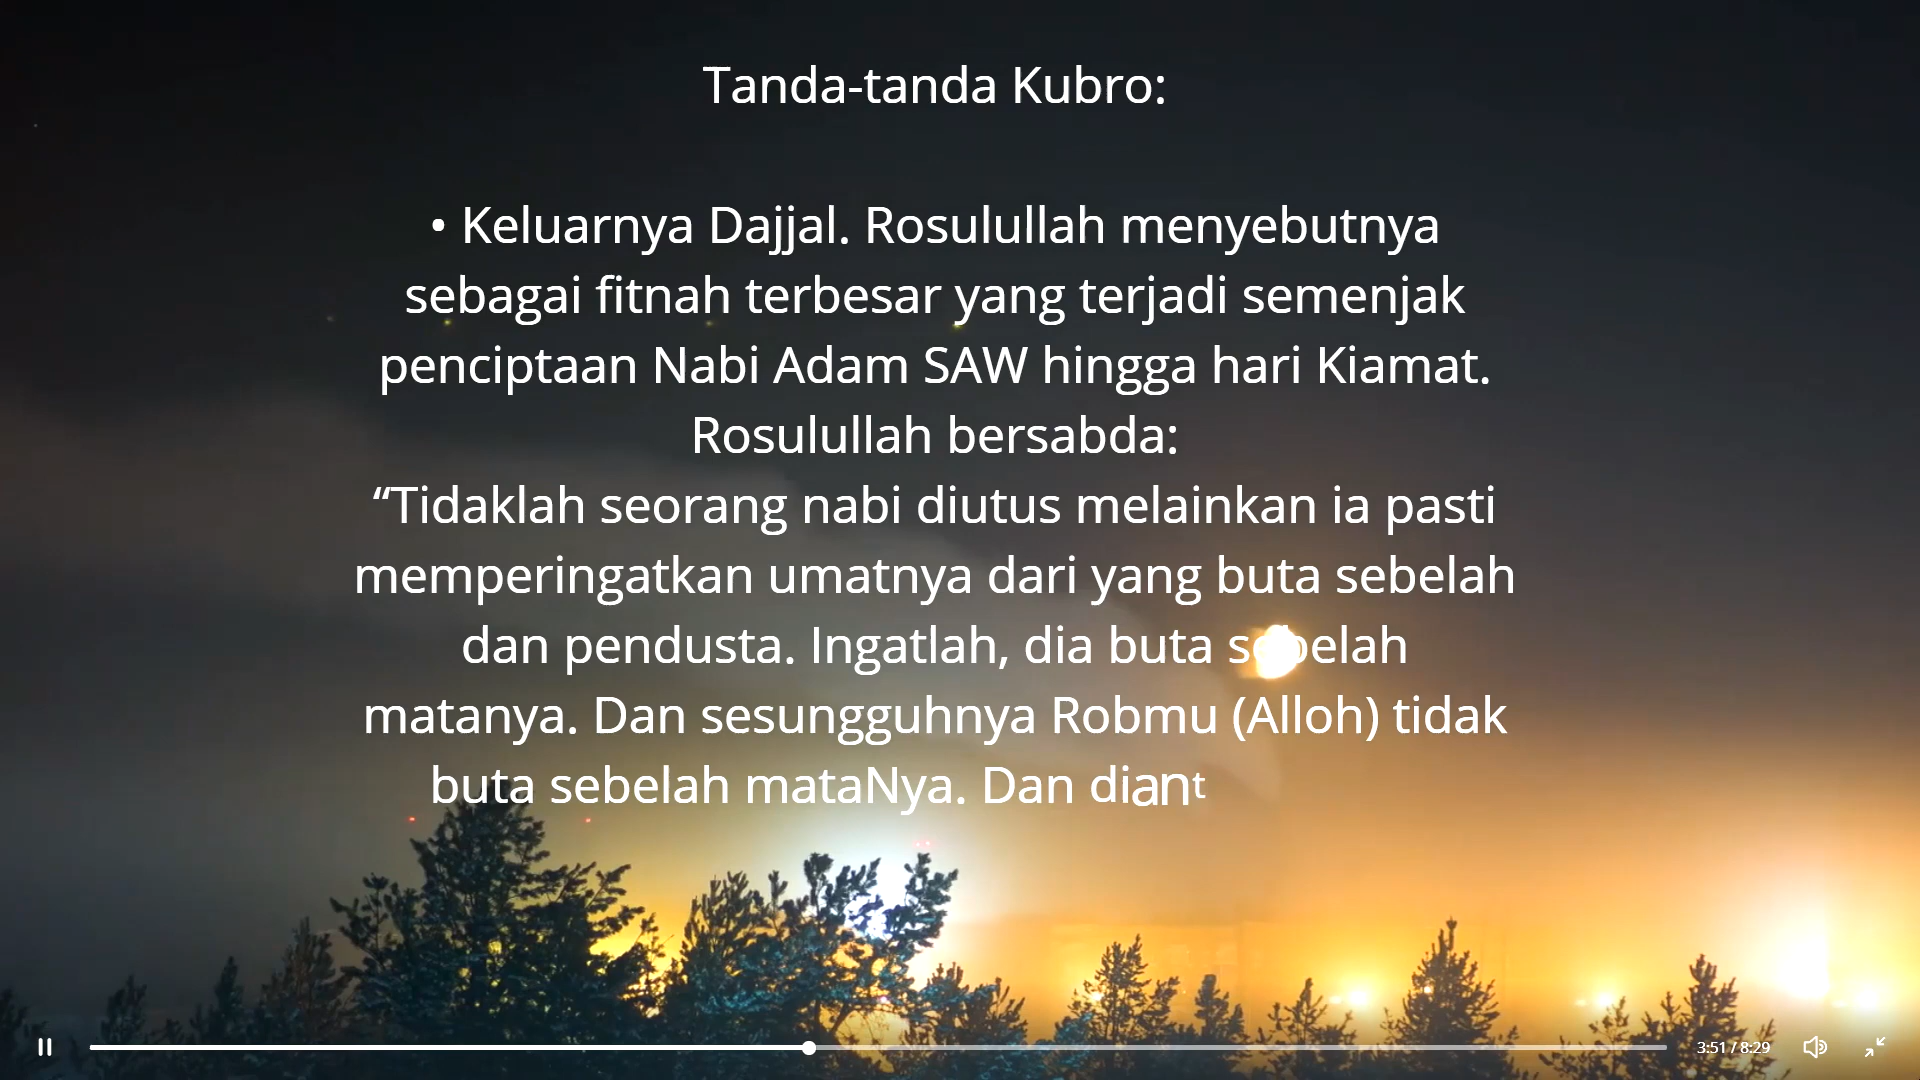 Tanda-tanda Kubro:
• Keluarnya Dajjal. Rosulullah menyebutnya
sebagai fitnah terbesar yang terjadi semenjak
penciptaan Nabi Adam SAW hingga hari Kiamat.
Rosulullah bersabda:
“Tidaklah seorang nabi diutus melainkan ia pasti
memperingatkan umatnya dari yang buta sebelah
dan pendusta. Ingatlah, dia buta sebelah
matanya. Dan sesungguhnya Robmu (Alloh) tidak
buta sebelah mataNya. Dan diant
3:51 / 8:29